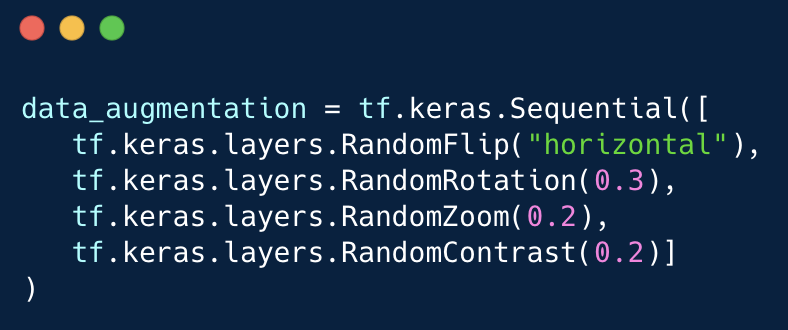 data_augmentation = tf.keras.Sequential([
   tf.keras.layers.RandomFlip("horizontal"),
   tf.keras.layers.RandomRotation(0.3),
   tf.keras.layers.RandomZoom(0.2),
   tf.keras.layers.RandomContrast(0.2)]
)